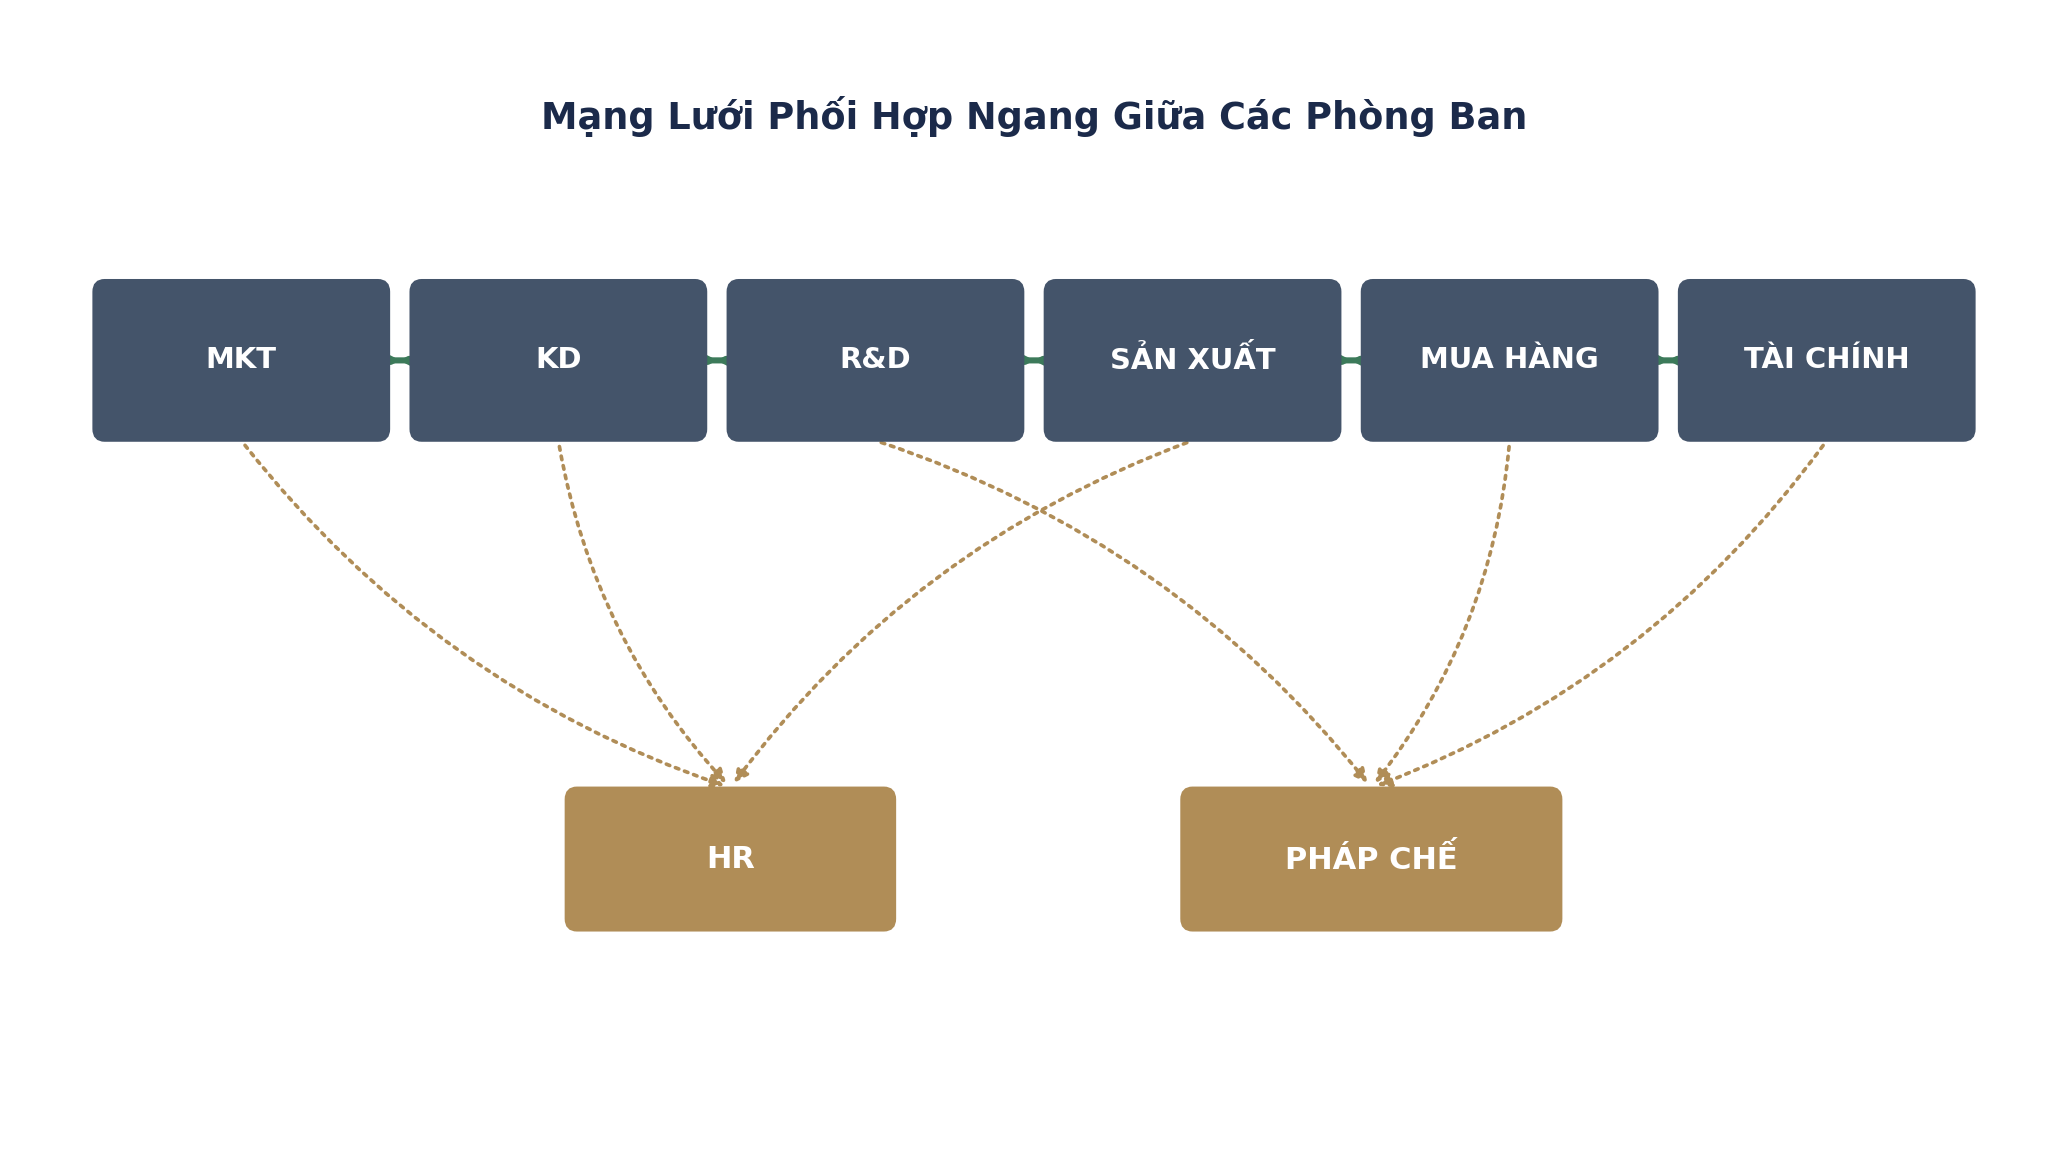 Mạng Lưới Phối Hợp Ngang Giữa Các Phòng Ban
MKT
KD
R&D
SẢN XUẤT
MUA HÀNG
TÀI CHÍNH
HR
PHÁP CHẾ